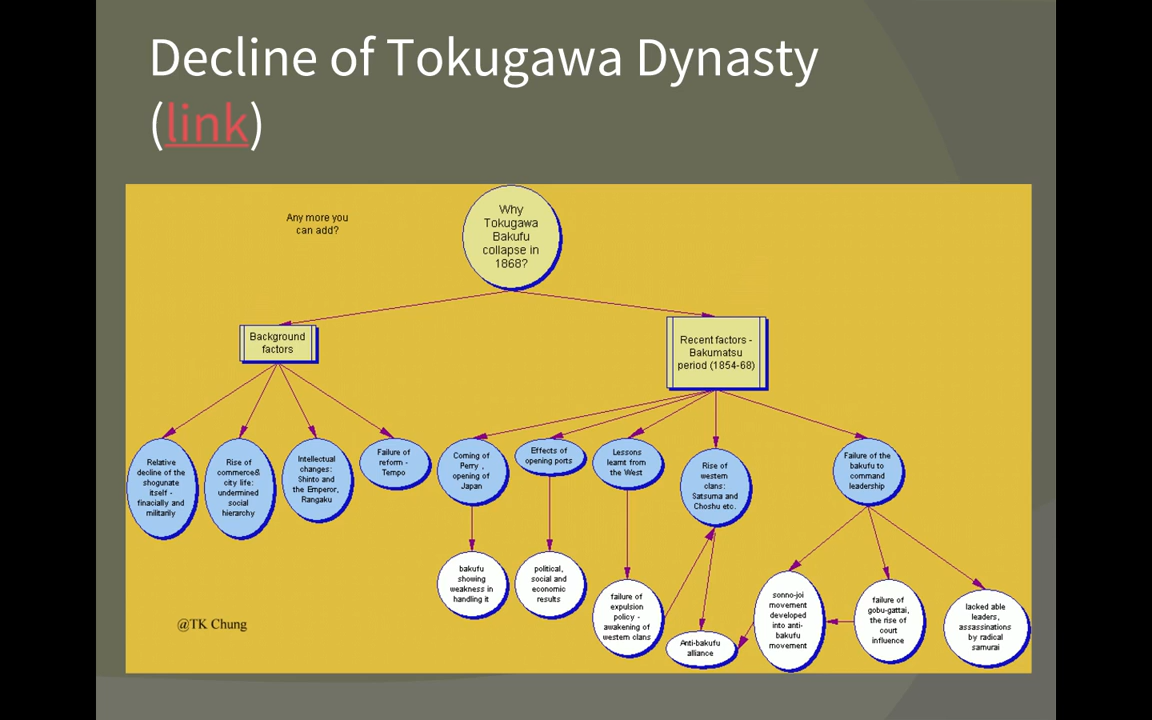 Decline of Tokugawa Dynasty
(link)
Any more you
can add?
Why
Tokugawa
Bakufu
collapse in
1868?
Background
factors
Recent factors -
Bakumatsu
period (1854-68)
Relative
decline of the
shogunate
itself -
finacially and
militarily
Rise of
commerce&
city life:
undermined
social
hierarchy
Intellectual
changes:
Shinto and
the Emperor,
Rangaku
Failure of
reform -
Tempo
Coming of
Perry ,
opening of
Japan
Effects of
opening ports
Lessons
learnt from
the West
Rise of
western
clans:
Satsuma and
Choshu etc.
Failure of the
bakufu to
command
leadership
bakufu
showing
weakness in
handling it
political,
social and
economic
results
failure of
expulsion
policy -
awakening of
western clans
Anti-bakufu
alliance
sonno-joi
movement
developed
into anti-
bakufu
movement
failure of
gobu-gattai,
the rise of
court
influence
lacked able
leaders,
assassinations
by radical
samurai
@TK Chung